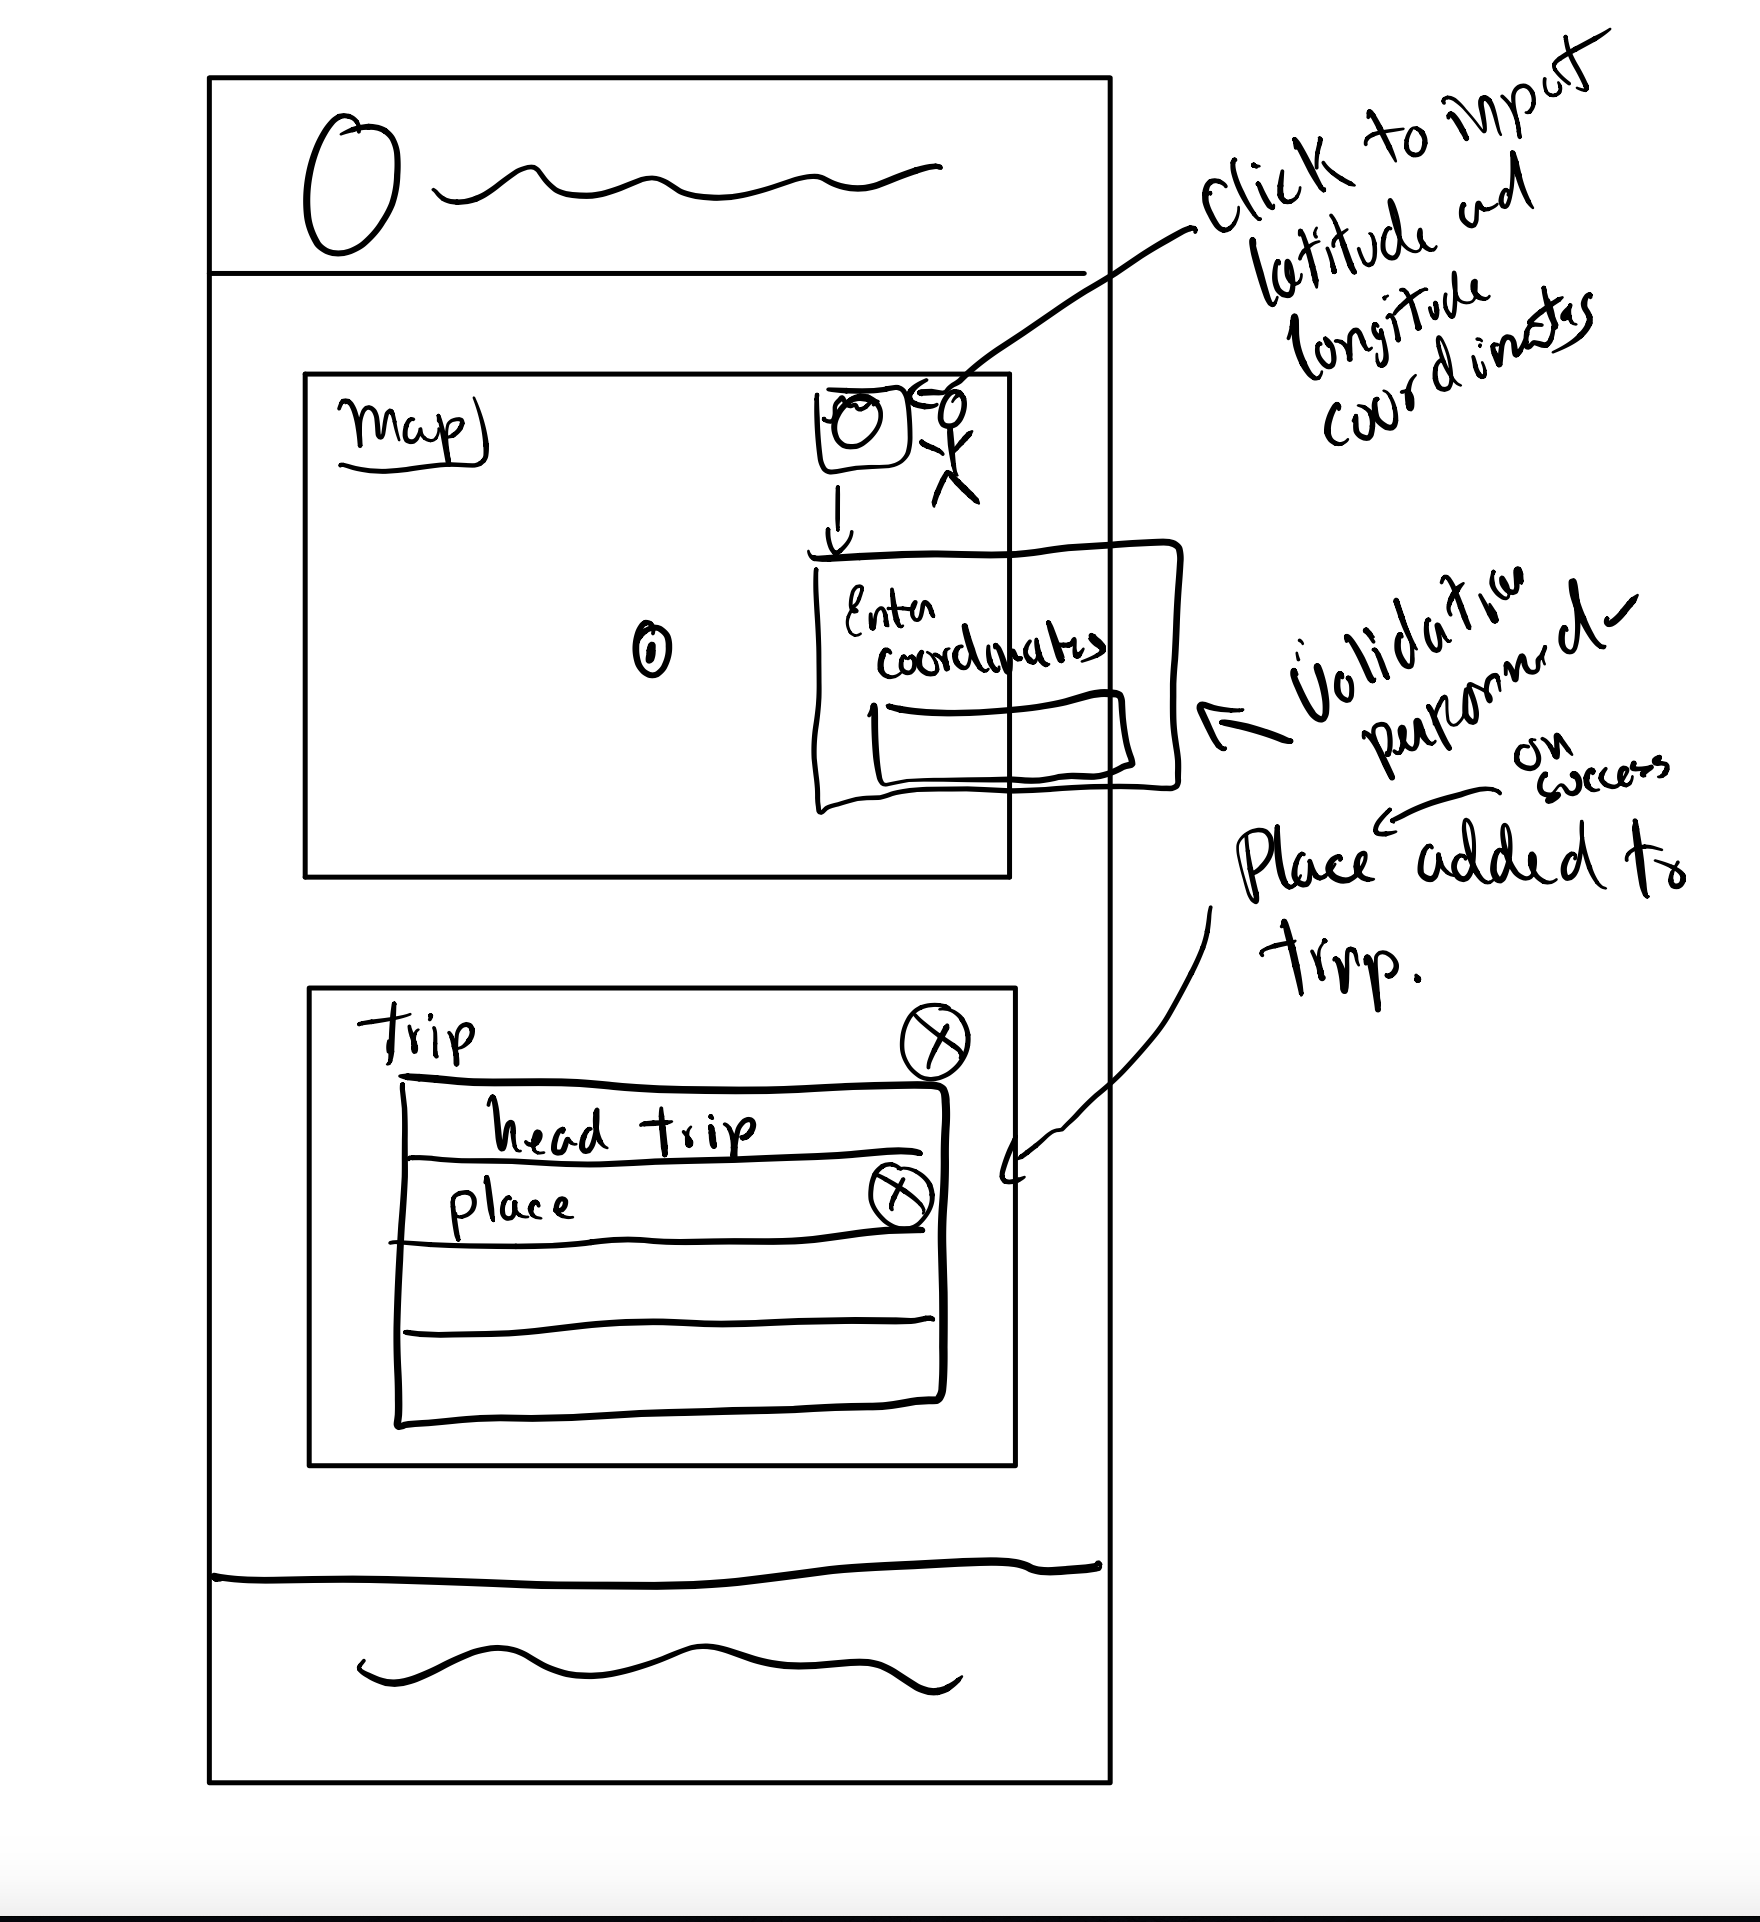 Click to input
latitude and
longitude
coordinates
Map
Enter
coordinates
Validation
performed
on
success
Place added to
trip.
trip
head trip
place